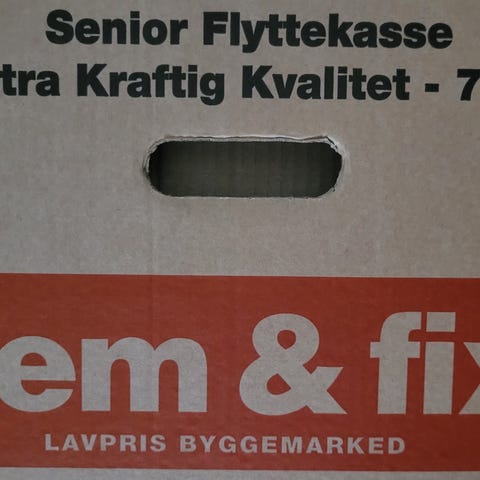 Senior Flyttekasse
tra Kraftig Kvalitet - 7
em & fix
LAVPRIS BYGGEMARKED